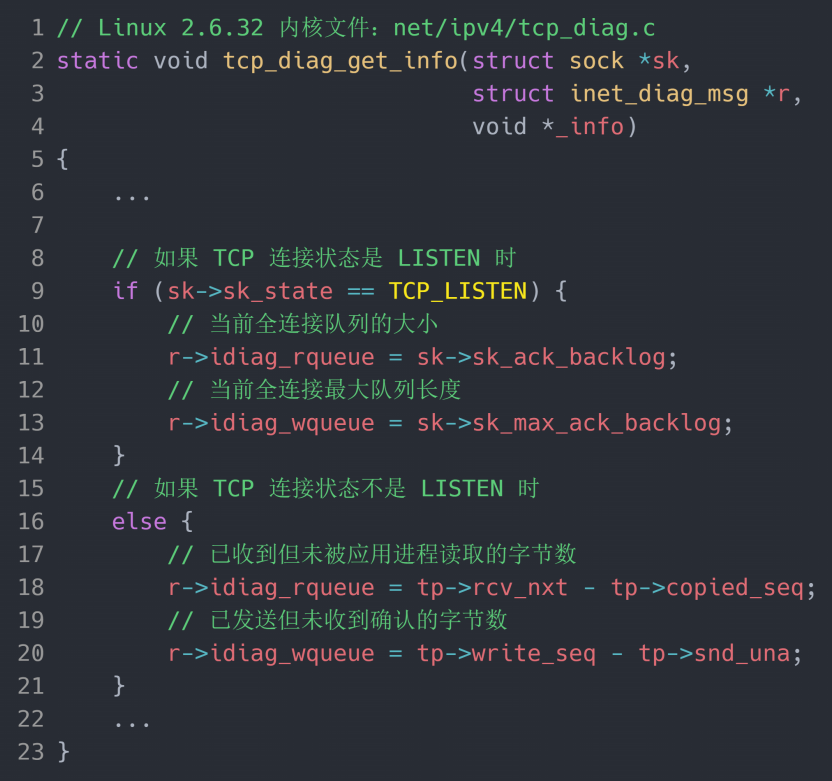 1 // Linux 2.6.32 内核文件：net/ipv4/tcp_diag.c
2 static void tcp_diag_get_info(struct sock *sk,
3                               struct inet_diag_msg *r,
4                               void *_info)
5 {
6     ...
7
8     // 如果 TCP 连接状态是 LISTEN 时
9     if (sk->sk_state == TCP_LISTEN) {
10         // 当前全连接队列的大小
11         r->idiag_rqueue = sk->sk_ack_backlog;
12         // 当前全连接最大队列长度
13         r->idiag_wqueue = sk->sk_max_ack_backlog;
14     }
15     // 如果 TCP 连接状态不是 LISTEN 时
16     else {
17         // 已收到但未被应用进程读取的字节数
18         r->idiag_rqueue = tp->rcv_nxt - tp->copied_seq;
19         // 已发送但未收到确认的字节数
20         r->idiag_wqueue = tp->write_seq - tp->snd_una;
21     }
22     ...
23 }